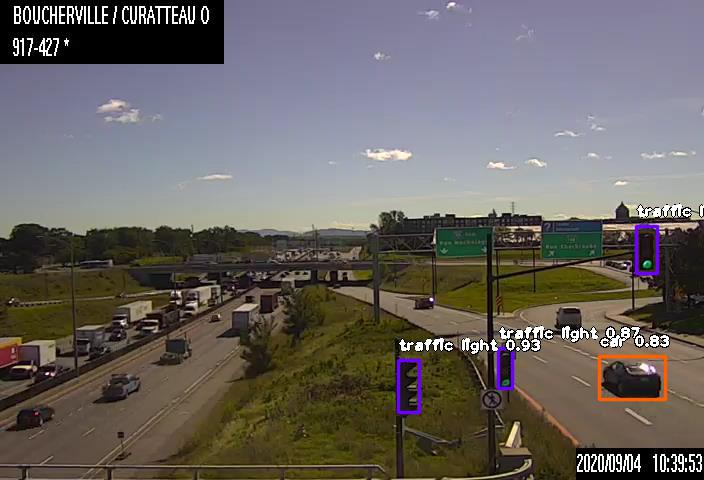 BOUCHERVILLE / CURATTEAU O
917-427 *
traffic l
traffic light 0.87
car 0.83
traffic light 0.93
2020/09/04 10:39:53